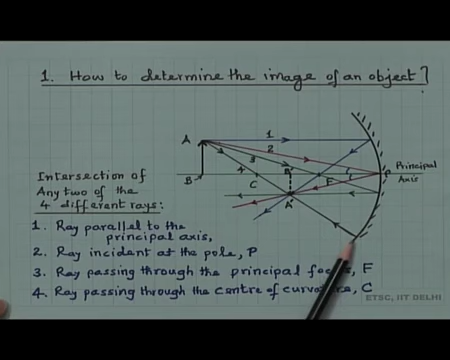 1. How to determine the image of an object?
A
1
2
3
4
B
C
B'
A'
F
P
Principal
Axis
Intersection of
Any two of the
4 different rays:
1. Ray parallel to the
principal axis,
2. Ray incident at the pole, P
3. Ray passing through the principal focus, F
4. Ray passing through the centre of curvature, C
ETSC, IIT DELHI